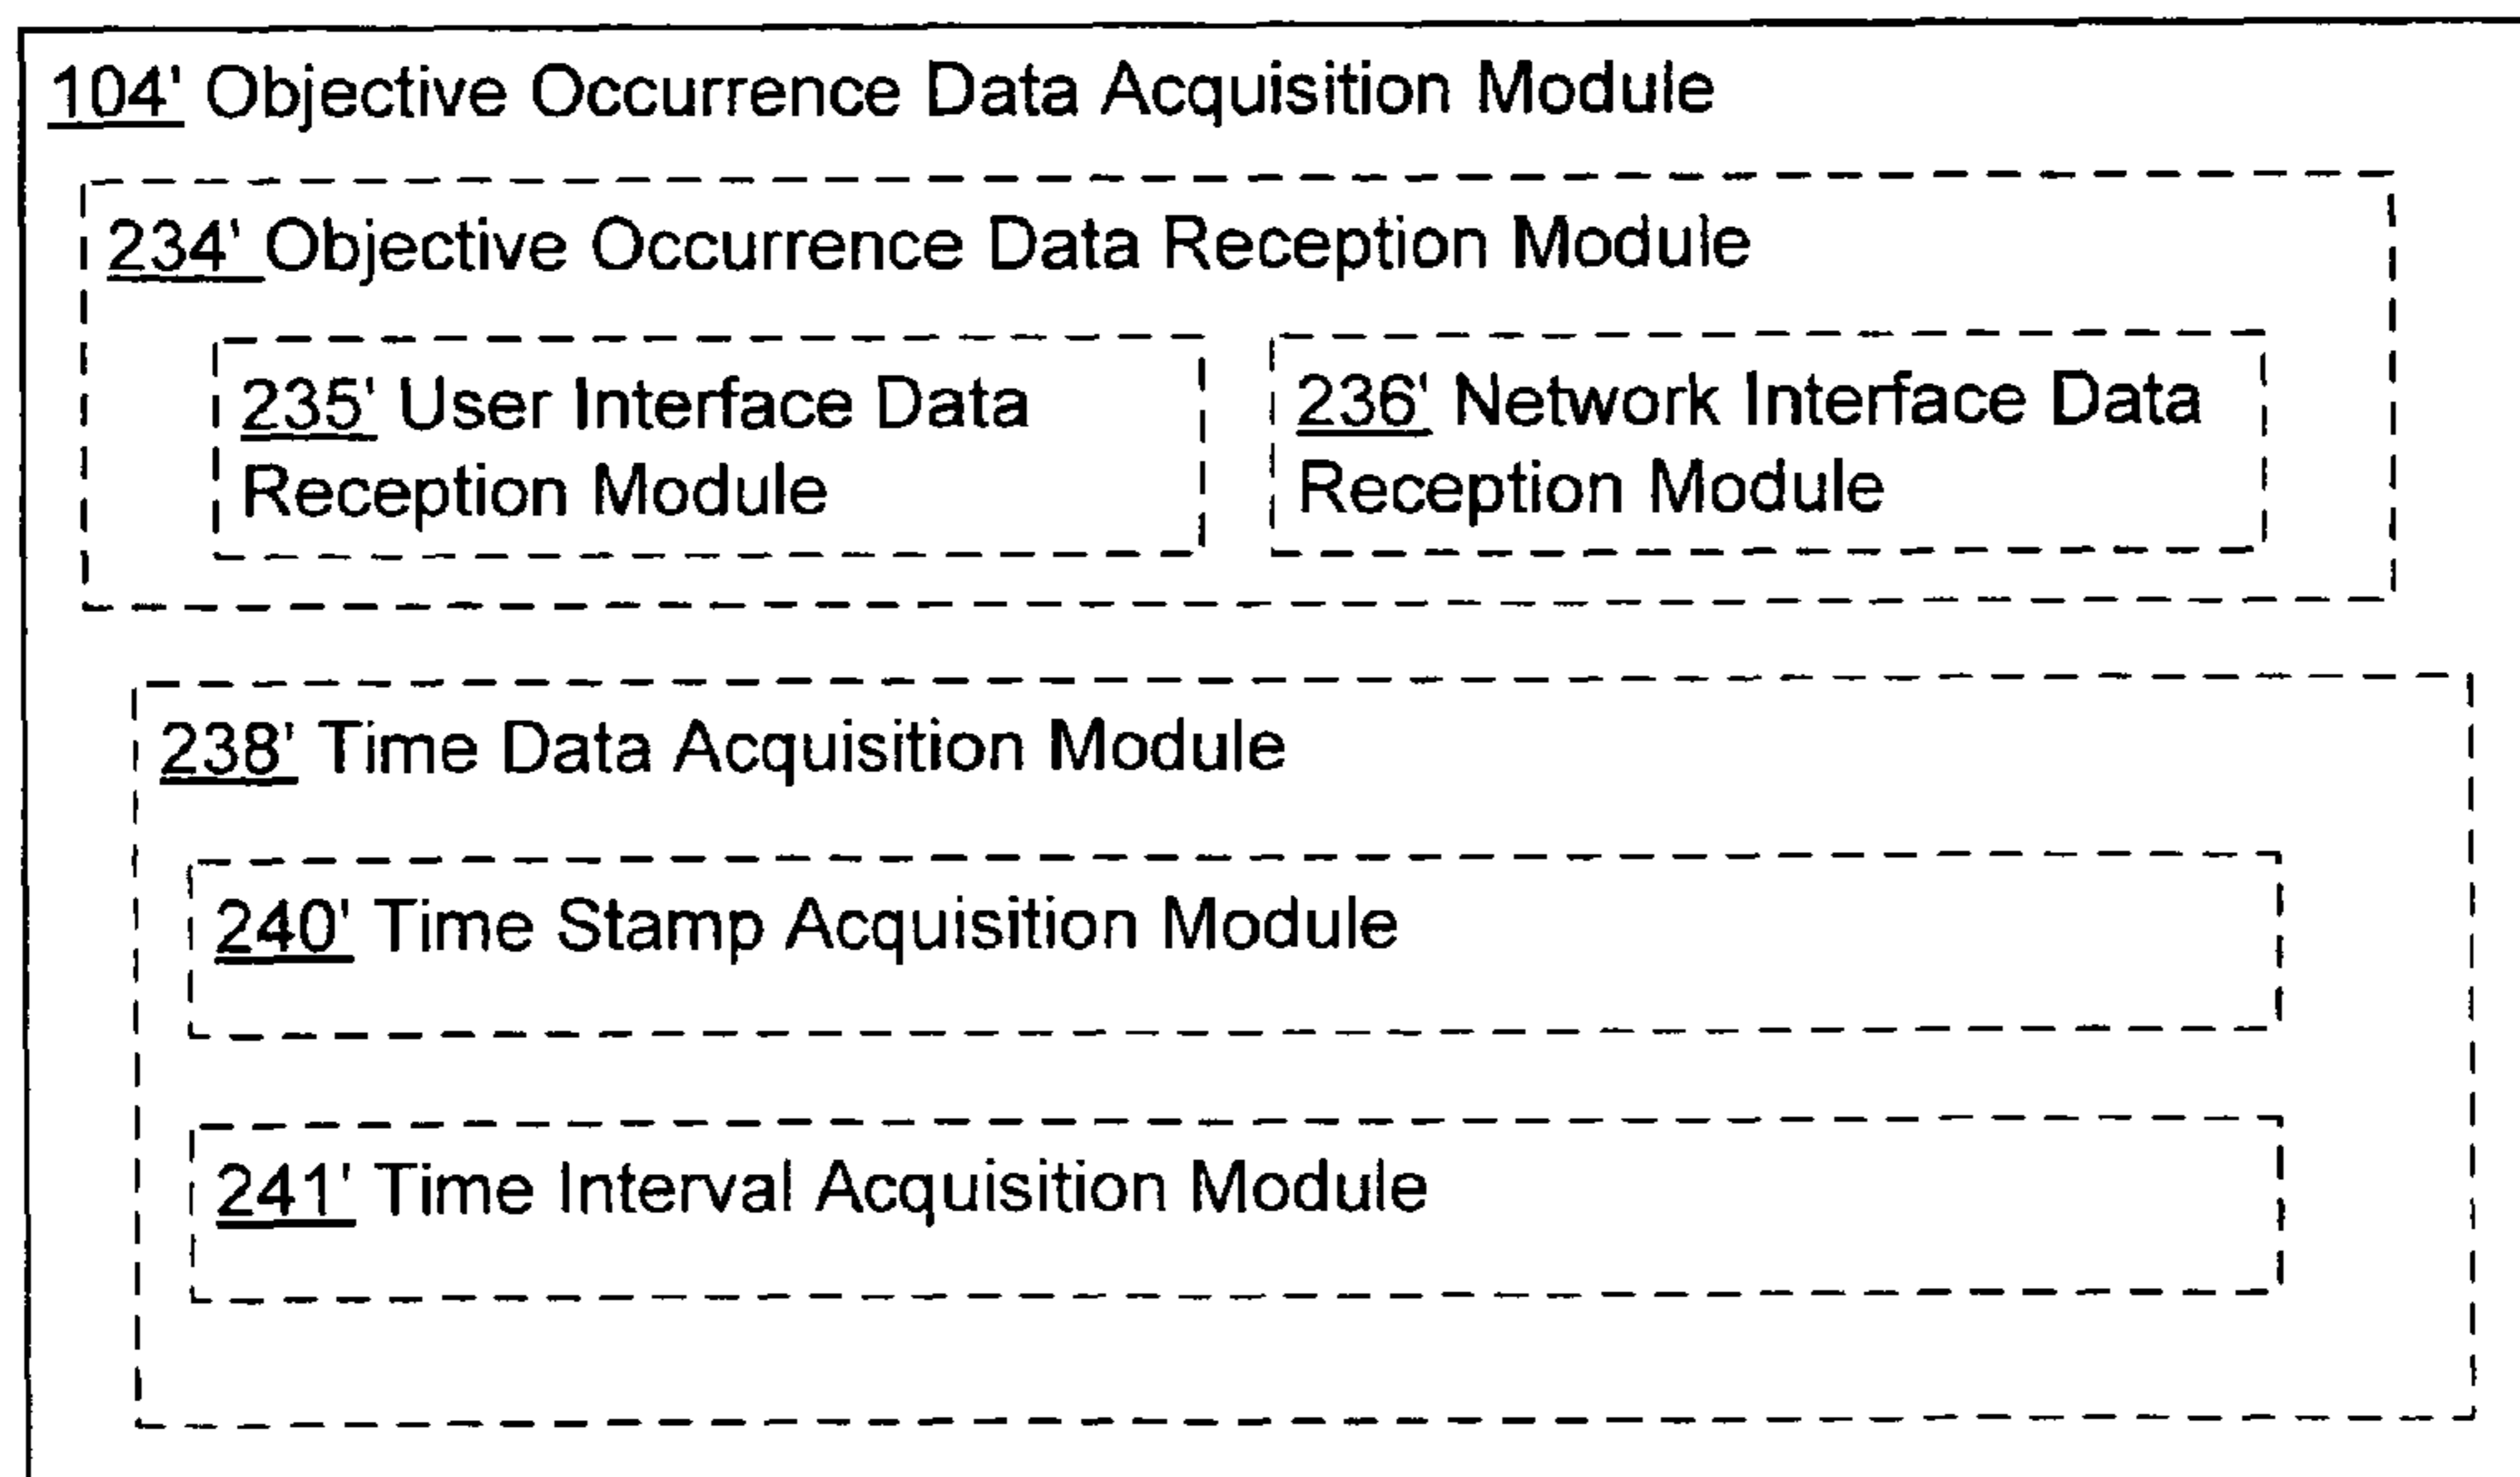 104' Objective Occurrence Data Acquisition Module
234' Objective Occurrence Data Reception Module
235' User Interface Data
Reception Module
236' Network Interface Data
Reception Module
238' Time Data Acquisition Module
240' Time Stamp Acquisition Module
241' Time Interval Acquisition Module